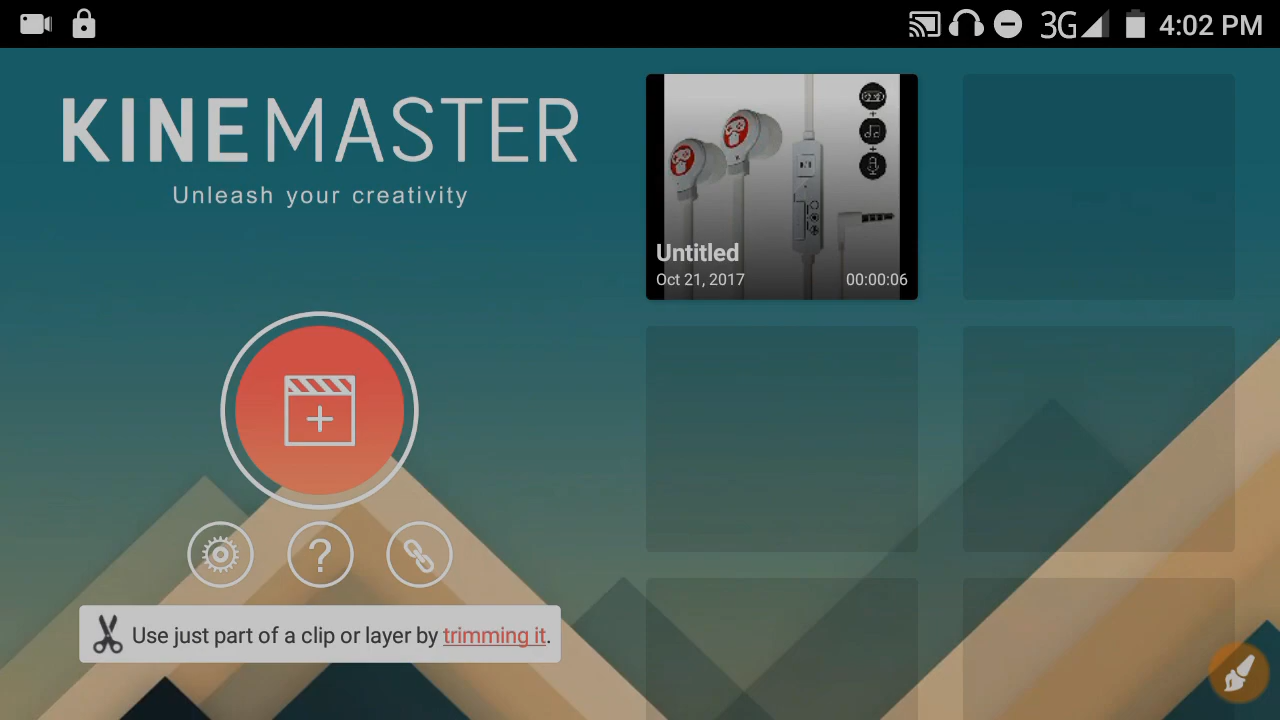 3G 4:02 PM
KINEMASTER
Unleash your creativity
Untitled
Oct 21, 2017 00:00:06
?
Use just part of a clip or layer by trimming it.